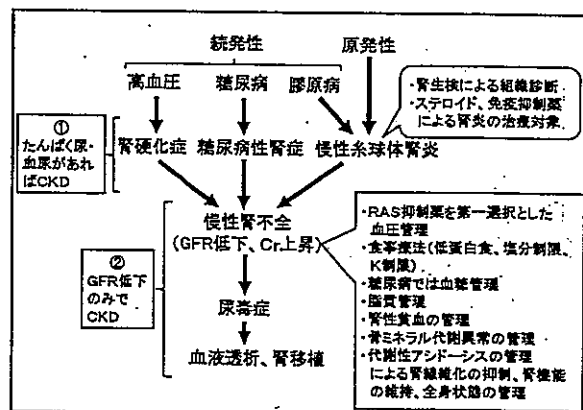 続発性
原発性
高血圧
糖尿病
膠原病
・腎生検による組織診断
・ステロイド、免疫抑制薬
による腎炎の治療対象
①
たんぱく尿・
血尿があれ
ばCKD
腎硬化症
糖尿病性腎症
慢性糸球体腎炎
慢性腎不全
(GFR低下、Cr上昇)
②
GFR低下
のみで
CKD
尿毒症
血液透析、腎移植
・RAS抑制薬を第一選択とした
血圧管理
・食事療法(低蛋白食、塩分制限、
K制限)
・糖尿病では血糖管理
・脂質管理
・腎性貧血の管理
・骨ミネラル代謝異常の管理
・代謝性アシドーシスの管理
による腎線維化の抑制、腎機能
の維持、全身状態の管理